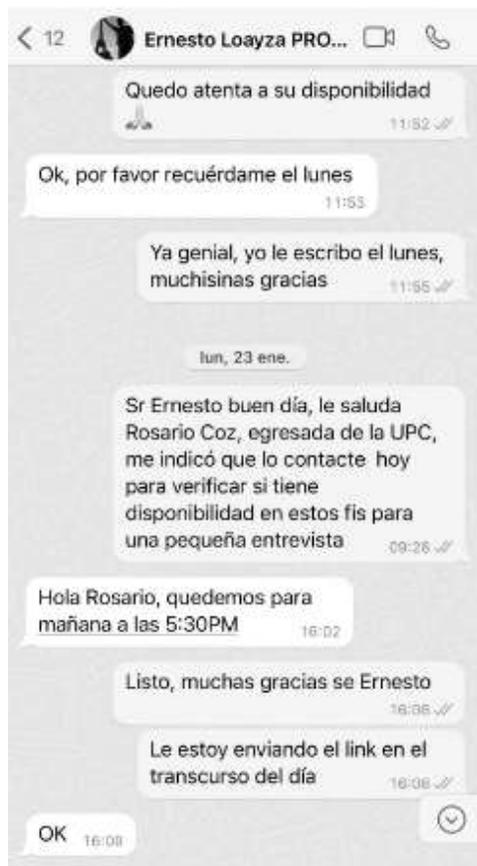 12
Ernesto Loayza PRO...
Quedo atenta a su disponibilidad
🙏🏻
11:52
Ok, por favor recuérdame el lunes
11:53
Ya genial, yo le escribo el lunes,
muchisinas gracias
11:55
lun, 23 ene.
Sr Ernesto buen día, le saluda
Rosario Coz, egresada de la UPC,
me indicó que lo contacte hoy
para verificar si tiene
disponibilidad en estos fis para
una pequeña entrevista
09:26
Hola Rosario, quedemos para
mañana a las 5:30PM
16:02
Listo, muchas gracias se Ernesto
16:06
Le estoy enviando el link en el
transcurso del día
16:06
OK
16:09